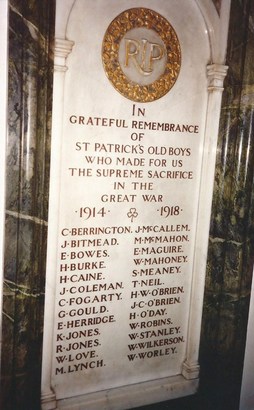 RIP
IN
GRATEFUL REMEMBRANCE
OF
ST PATRICK'S OLD BOYS
WHO MADE FOR US
THE SUPREME SACRIFICE
IN THE
GREAT WAR
1914 1918
C·BERRINGTON. J·McCALLEM.
J·BITMEAD. M·McMAHON.
E·BOWES. E·MAGUIRE.
H·BURKE. W·MAHONEY.
H·CAINE. S·MEANEY.
J·COLEMAN. T·NEIL.
C·FOGARTY. H·W·O'BRIEN.
G·GOULD. J·C·O'BRIEN.
E·HERRIDGE. H·O'DAY.
K·JONES. W·ROBINS.
R·JONES. W·STANLEY.
W·LOVE. W·WILKERSON.
M·LYNCH. W·WORLEY.